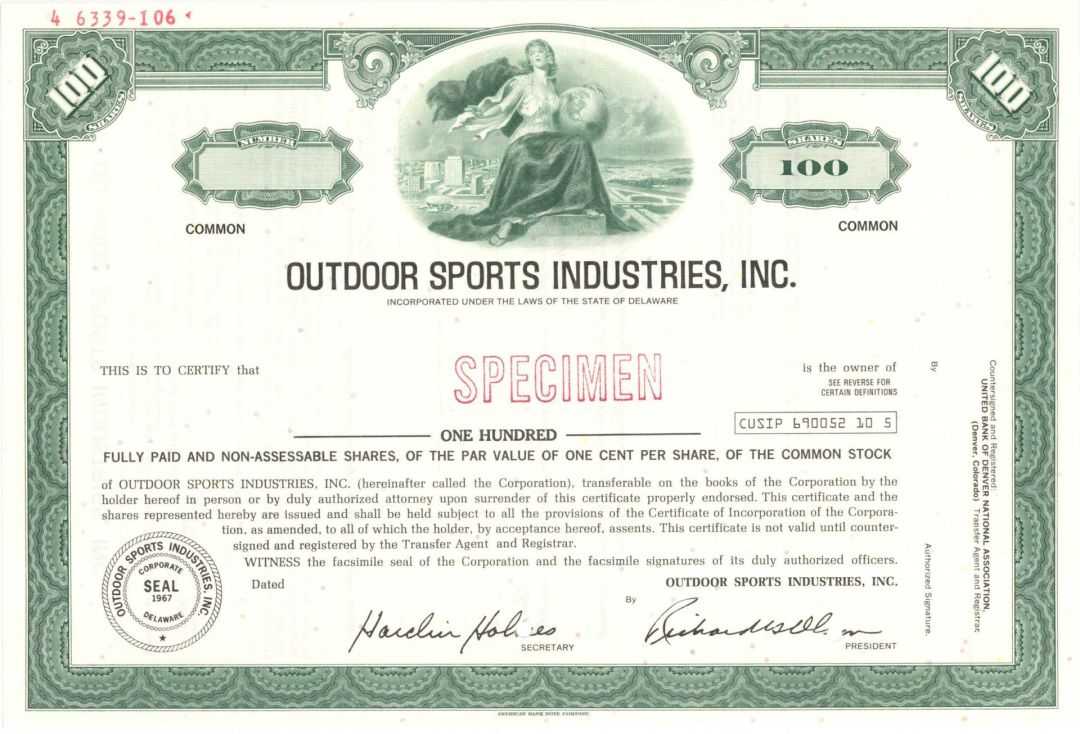 4 6339-106
100
SHARES
100
SHARES
NUMBER
SHARES
100
COMMON
COMMON
OUTDOOR SPORTS INDUSTRIES, INC.
INCORPORATED UNDER THE LAWS OF THE STATE OF DELAWARE
THIS IS TO CERTIFY that
SPECIMEN
is the owner of
SEE REVERSE FOR
CERTAIN DEFINITIONS
CUSIP 690052 10 5
ONE HUNDRED
FULLY PAID AND NON-ASSESSABLE SHARES, OF THE PAR VALUE OF ONE CENT PER SHARE, OF THE COMMON STOCK
of OUTDOOR SPORTS INDUSTRIES, INC. (hereinafter called the Corporation), transferable on the books of the Corporation by the
holder hereof in person or by duly authorized attorney upon surrender of this certificate properly endorsed. This certificate and the
shares represented hereby are issued and shall be held subject to all the provisions of the Certificate of Incorporation of the Corpora-
tion, as amended, to all of which the holder, by acceptance hereof, assents. This certificate is not valid until counter-
signed and registered by the Transfer Agent and Registrar.
WITNESS the facsimile seal of the Corporation and the facsimile signatures of its duly authorized officers.
Dated
OUTDOOR SPORTS INDUSTRIES, INC.
By
SECRETARY
PRESIDENT
OUTDOOR SPORTS INDUSTRIES, INC.
CORPORATE
SEAL
1967
DELAWARE
Countersigned and Registered:
UNITED BANK OF DENVER NATIONAL ASSOCIATION,
(Denver, Colorado) Transfer Agent and Registrar,
By
Authorized Signature.
AMERICAN BANK NOTE COMPANY.